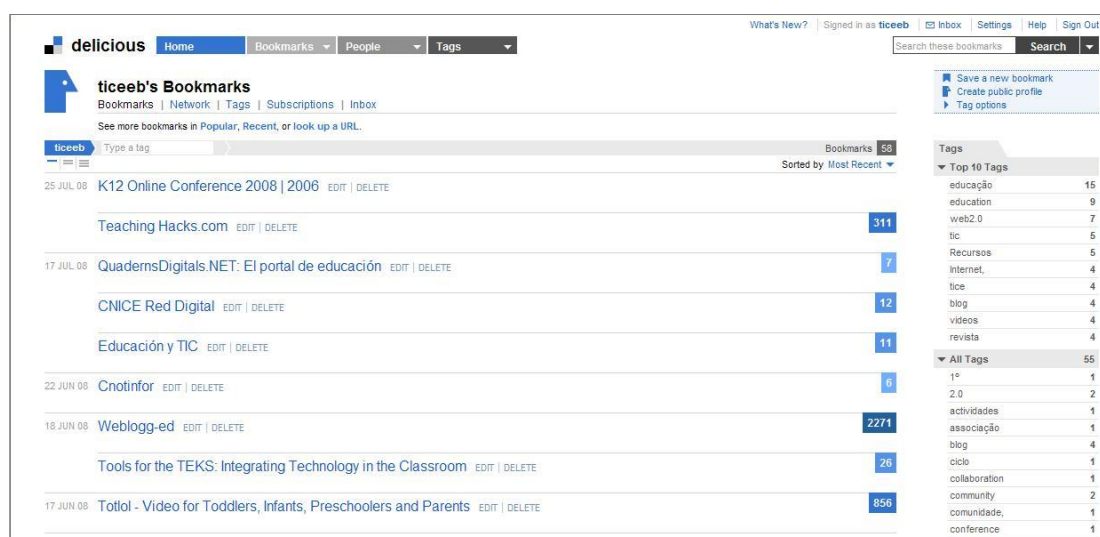 What's New? Signed in as ticeeb Inbox Settings Help Sign Out
delicious Home Bookmarks People Tags Search these bookmarks Search
ticeeb's Bookmarks
Bookmarks | Network | Tags | Subscriptions | Inbox
See more bookmarks in Popular, Recent, or look up a URL.
Save a new bookmark
Create public profile
Tag options
ticeeb Type a tag Bookmarks 58
Sorted by Most Recent
25 JUL 08 K12 Online Conference 2008 | 2006 EDIT | DELETE
Teaching Hacks.com EDIT | DELETE 311
17 JUL 08 QuadernsDigitals.NET: El portal de educación EDIT | DELETE 7
CNICE Red Digital EDIT | DELETE 12
Educación y TIC EDIT | DELETE 11
22 JUN 08 Cnotinfor EDIT | DELETE 6
18 JUN 08 Weblogg-ed EDIT | DELETE 2271
Tools for the TEKS: Integrating Technology in the Classroom EDIT | DELETE 26
17 JUN 08 Totlol - Video for Toddlers, Infants, Preschoolers and Parents EDIT | DELETE 856
Tags
Top 10 Tags
educação 15
education 9
web2.0 7
tic 5
Recursos 5
Internet, 4
tice 4
blog 4
videos 4
revista 4
All Tags 55
1º 1
2.0 2
actividades 1
associação 1
blog 4
ciclo 1
collaboration 1
community 2
comunidade, 1
conference 1